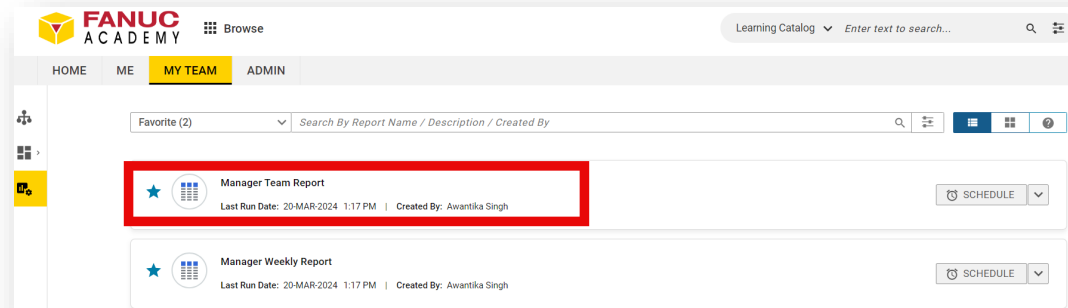 FANUC
ACADEMY
Browse
Learning Catalog
Enter text to search...
HOME
ME
MY TEAM
ADMIN
Favorite (2)
Search By Report Name / Description / Created By
Manager Team Report
Last Run Date: 20-MAR-2024 1:17 PM | Created By: Awantika Singh
SCHEDULE
Manager Weekly Report
Last Run Date: 20-MAR-2024 1:17 PM | Created By: Awantika Singh
SCHEDULE